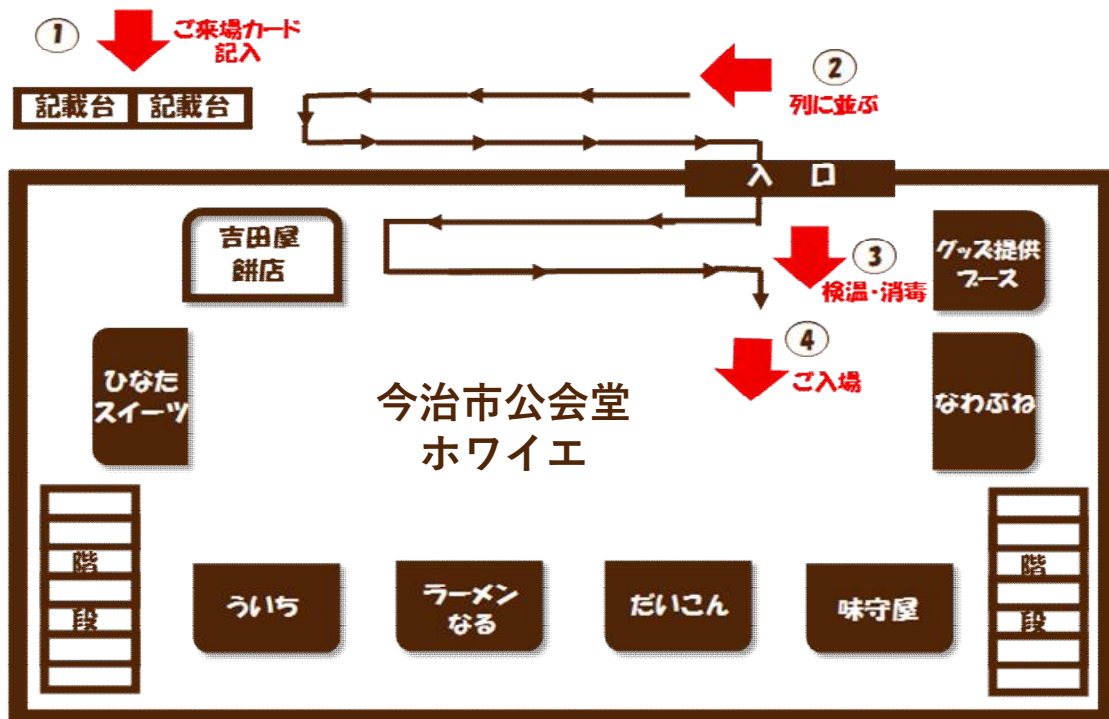 ①
ご来場カード
記入
②
列に並ぶ
記載台 記載台
入 口
吉田屋
餅店
③
検温・消毒
グッズ提供
ブース
④
ご入場
ひなた
スイーツ
なわぶね
今治市公会堂
ホワイエ
階
段
階
段
ういち
ラーメン
なる
だいこん
味守屋